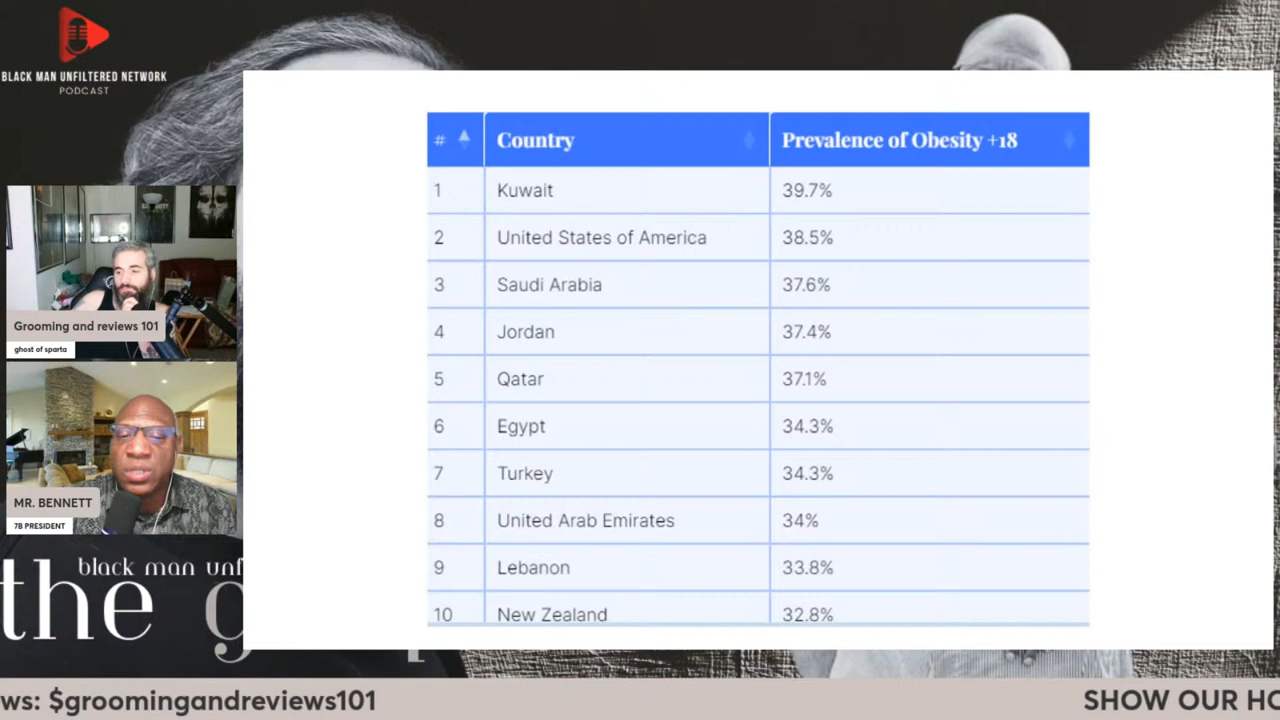 BLACK MAN UNFILTERED NETWORK
PODCAST
# Country Prevalence of Obesity +18
1 Kuwait 39.7%
2 United States of America 38.5%
3 Saudi Arabia 37.6%
4 Jordan 37.4%
5 Qatar 37.1%
6 Egypt 34.3%
7 Turkey 34.3%
8 United Arab Emirates 34%
9 Lebanon 33.8%
10 New Zealand 32.8%
Grooming and reviews 101
ghost of sparta
MR. BENNETT
7B PRESIDENT
black man unf
the g
ws: $groomingandreviews101
SHOW OUR HO